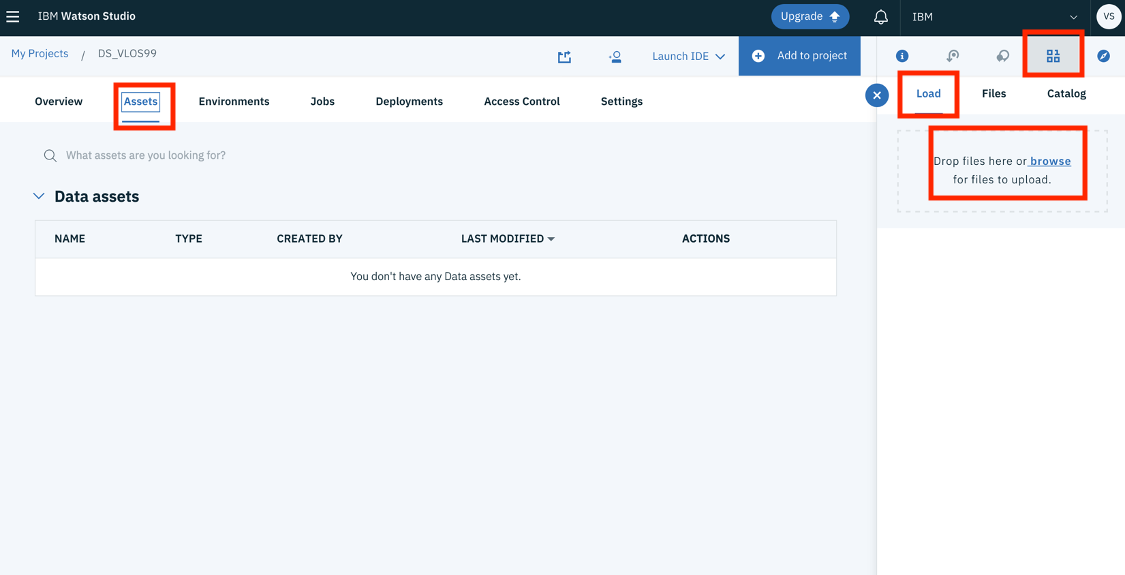 IBM Watson Studio
Upgrade
IBM
VS
My Projects / DS_VLOS99
Launch IDE
Add to project
Overview
Assets
Environments
Jobs
Deployments
Access Control
Settings
Load
Files
Catalog
What assets are you looking for?
Drop files here or browse
for files to upload.
Data assets
NAME TYPE CREATED BY LAST MODIFIED ACTIONS
You don't have any Data assets yet.